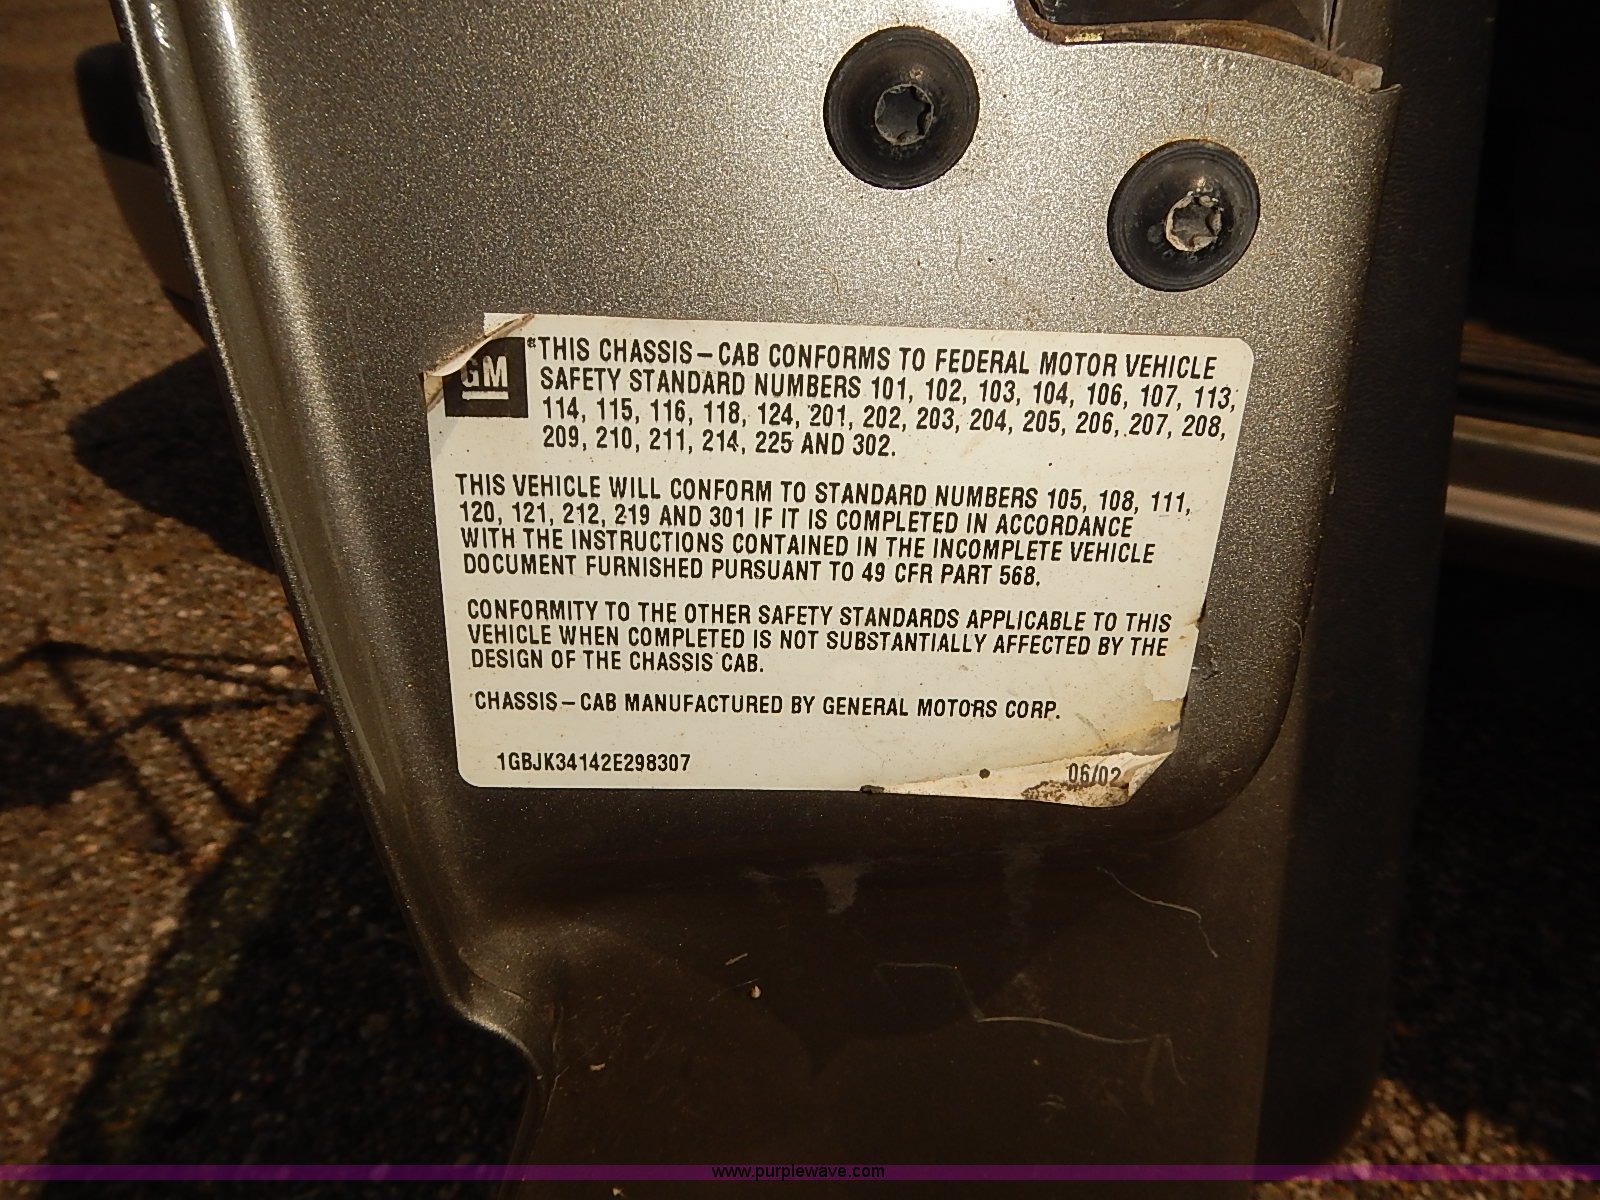 GM
*THIS CHASSIS-CAB CONFORMS TO FEDERAL MOTOR VEHICLE
SAFETY STANDARD NUMBERS 101, 102, 103, 104, 106, 107, 113,
114, 115, 116, 118, 124, 201, 202, 203, 204, 205, 206, 207, 208,
209, 210, 211, 214, 225 AND 302.
THIS VEHICLE WILL CONFORM TO STANDARD NUMBERS 105, 108, 111,
120, 121, 212, 219 AND 301 IF IT IS COMPLETED IN ACCORDANCE
WITH THE INSTRUCTIONS CONTAINED IN THE INCOMPLETE VEHICLE
DOCUMENT FURNISHED PURSUANT TO 49 CFR PART 568.
CONFORMITY TO THE OTHER SAFETY STANDARDS APPLICABLE TO THIS
VEHICLE WHEN COMPLETED IS NOT SUBSTANTIALLY AFFECTED BY THE
DESIGN OF THE CHASSIS CAB.
CHASSIS-CAB MANUFACTURED BY GENERAL MOTORS CORP.
1GBJK34142E298307
06/02
www.purplewave.com